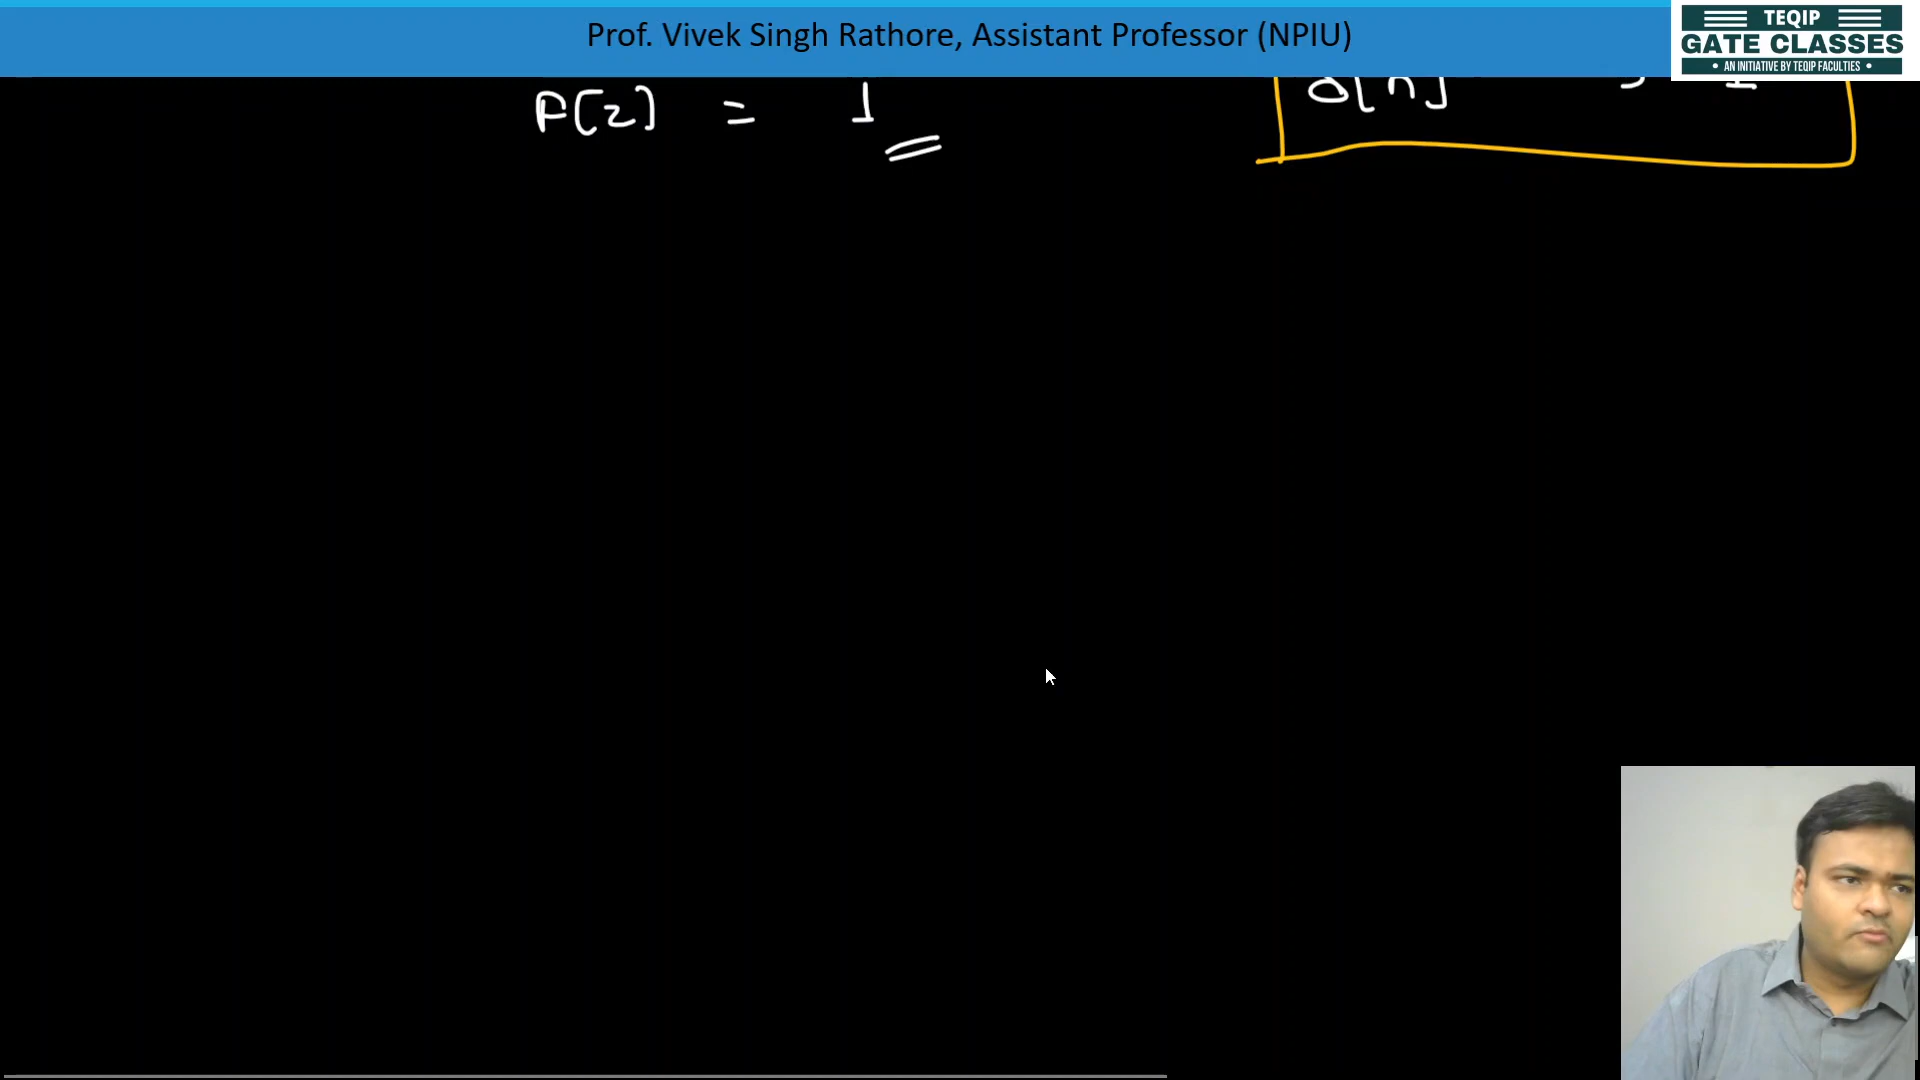 Prof. Vivek Singh Rathore, Assistant Professor (NPIU)
TEQIP
GATE CLASSES
• AN INITIATIVE BY TEQIP FACULTIES •
F[z] = 1
δ[n]